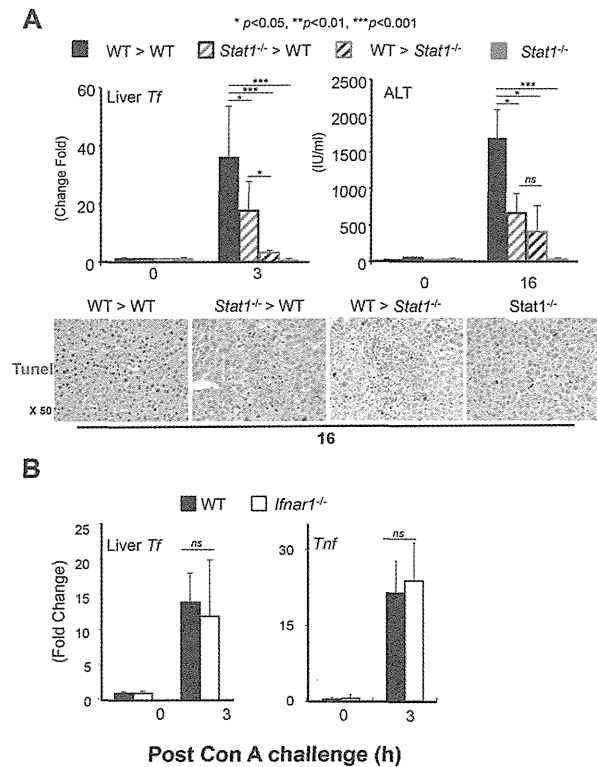 A
* p<0.05, **p<0.01, ***p<0.001
WT > WT Stat1-/- > WT WT > Stat1-/- Stat1-/-
Liver Tf
(Change Fold)
60
40
20
0
***
***
*
*
0 3
ALT
(IU/ml)
2500
2000
1500
1000
500
0
***
*
*
ns
0 16
WT > WT Stat1-/- > WT WT > Stat1-/- Stat1-/-
Tunel
X 50
16
B
WT Ifnar1-/-
Liver Tf
(Fold Change)
25
20
15
10
5
0
ns
0 3
Tnf
30
15
0
ns
0 3
Post Con A challenge (h)